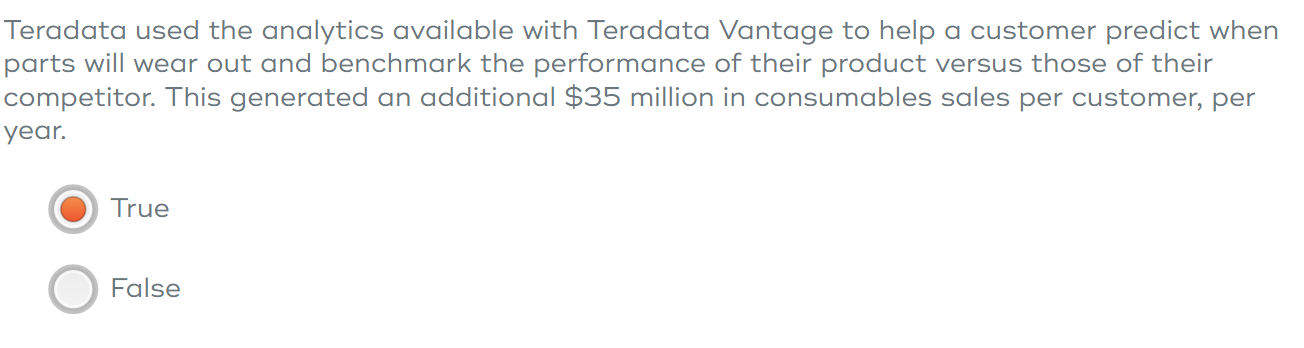 Teradata used the analytics available with Teradata Vantage to help a customer predict when
parts will wear out and benchmark the performance of their product versus those of their
competitor. This generated an additional $35 million in consumables sales per customer, per
year.
True
False